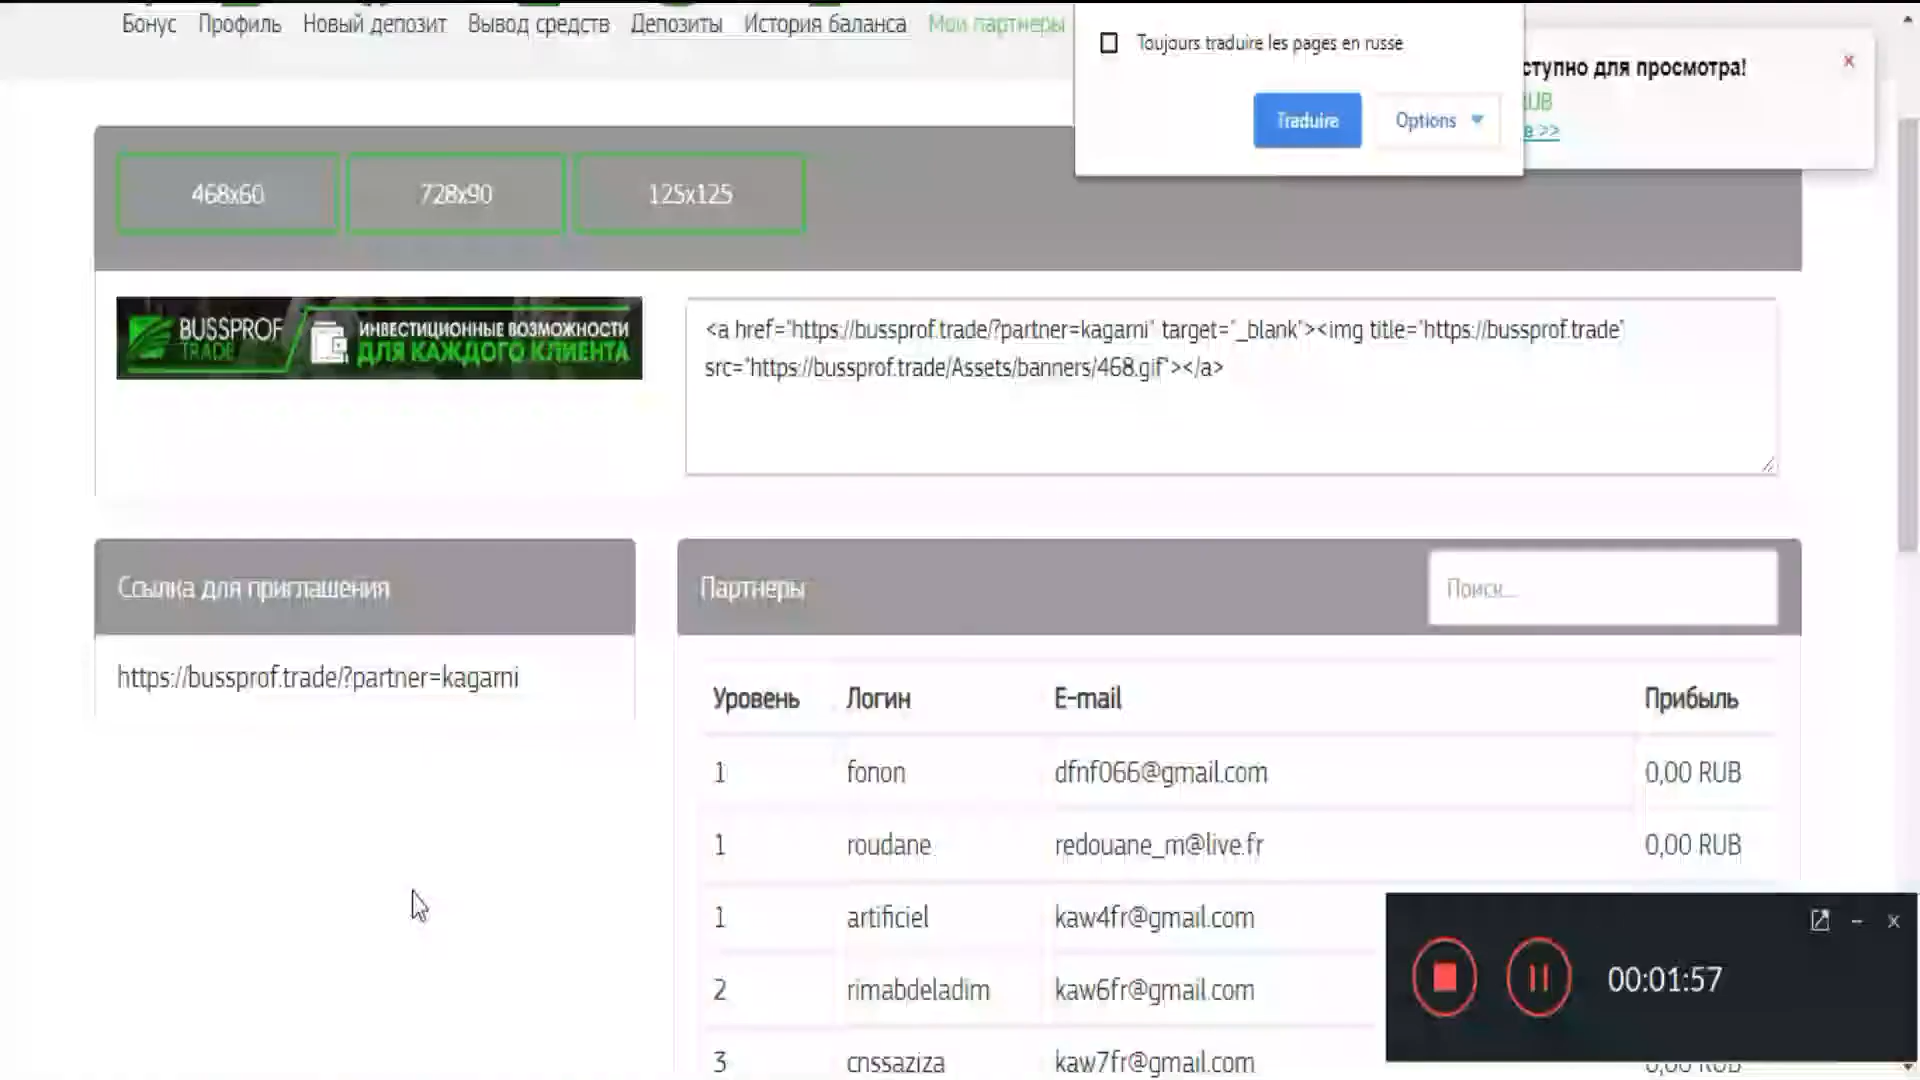 Бонус Профиль Новый депозит Вывод средств Депозиты История баланса Мои партнеры
Toujours traduire les pages en russe
Traduire Options
ступно для просмотра!
UB
e >>
468x60 728x90 125x125
BUSSPROF
TRADE
ИНВЕСТИЦИОННЫЕ ВОЗМОЖНОСТИ
ДЛЯ КАЖДОГО КЛИЕНТА
<a href="https://bussprof.trade/?partner=kagarni" target="_blank"><img title="https://bussprof.trade"
src="https://bussprof.trade/Assets/banners/468.gif"></a>
Ссылка для приглашения
https://bussprof.trade/?partner=kagarni
Партнеры
Поиск...
Уровень Логин E-mail Прибыль
1 fonon dfnf066@gmail.com 0,00 RUB
1 roudane redouane_m@live.fr 0,00 RUB
1 artificiel kaw4fr@gmail.com
2 rimabdeladim kaw6fr@gmail.com
3 cnssaziza kaw7fr@gmail.com 0,00 RUB
00:01:57